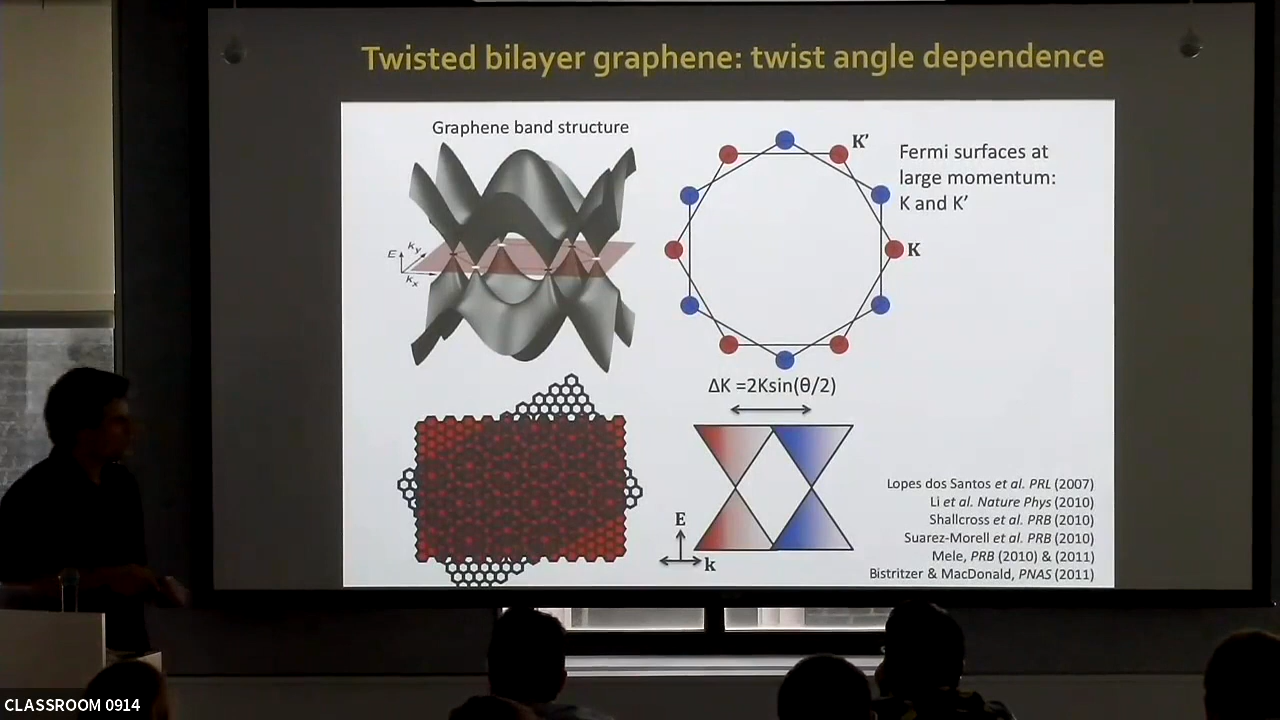 Twisted bilayer graphene: twist angle dependence
Graphene band structure
E
ky
kx
K'
K
Fermi surfaces at
large momentum:
K and K'
ΔK =2Ksin(θ/2)
E
k
Lopes dos Santos et al. PRL (2007)
Li et al. Nature Phys (2010)
Shallcross et al. PRB (2010)
Suarez-Morell et al. PRB (2010)
Mele, PRB (2010) & (2011)
Bistritzer & MacDonald, PNAS (2011)
CLASSROOM 0914